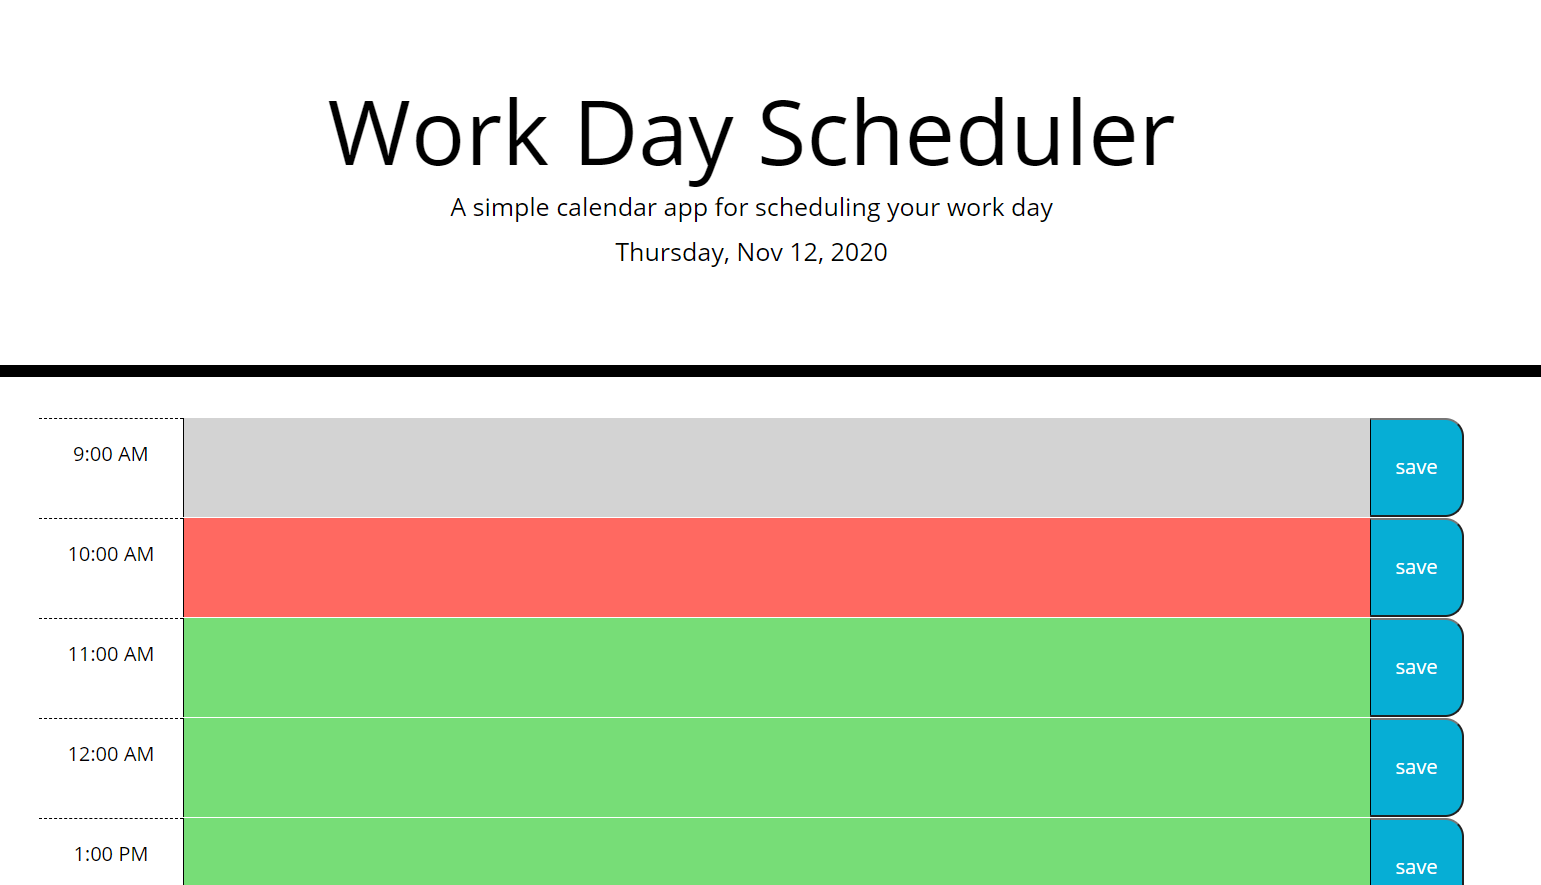 Work Day Scheduler
A simple calendar app for scheduling your work day
Thursday, Nov 12, 2020
9:00 AM
save
10:00 AM
save
11:00 AM
save
12:00 AM
save
1:00 PM
save